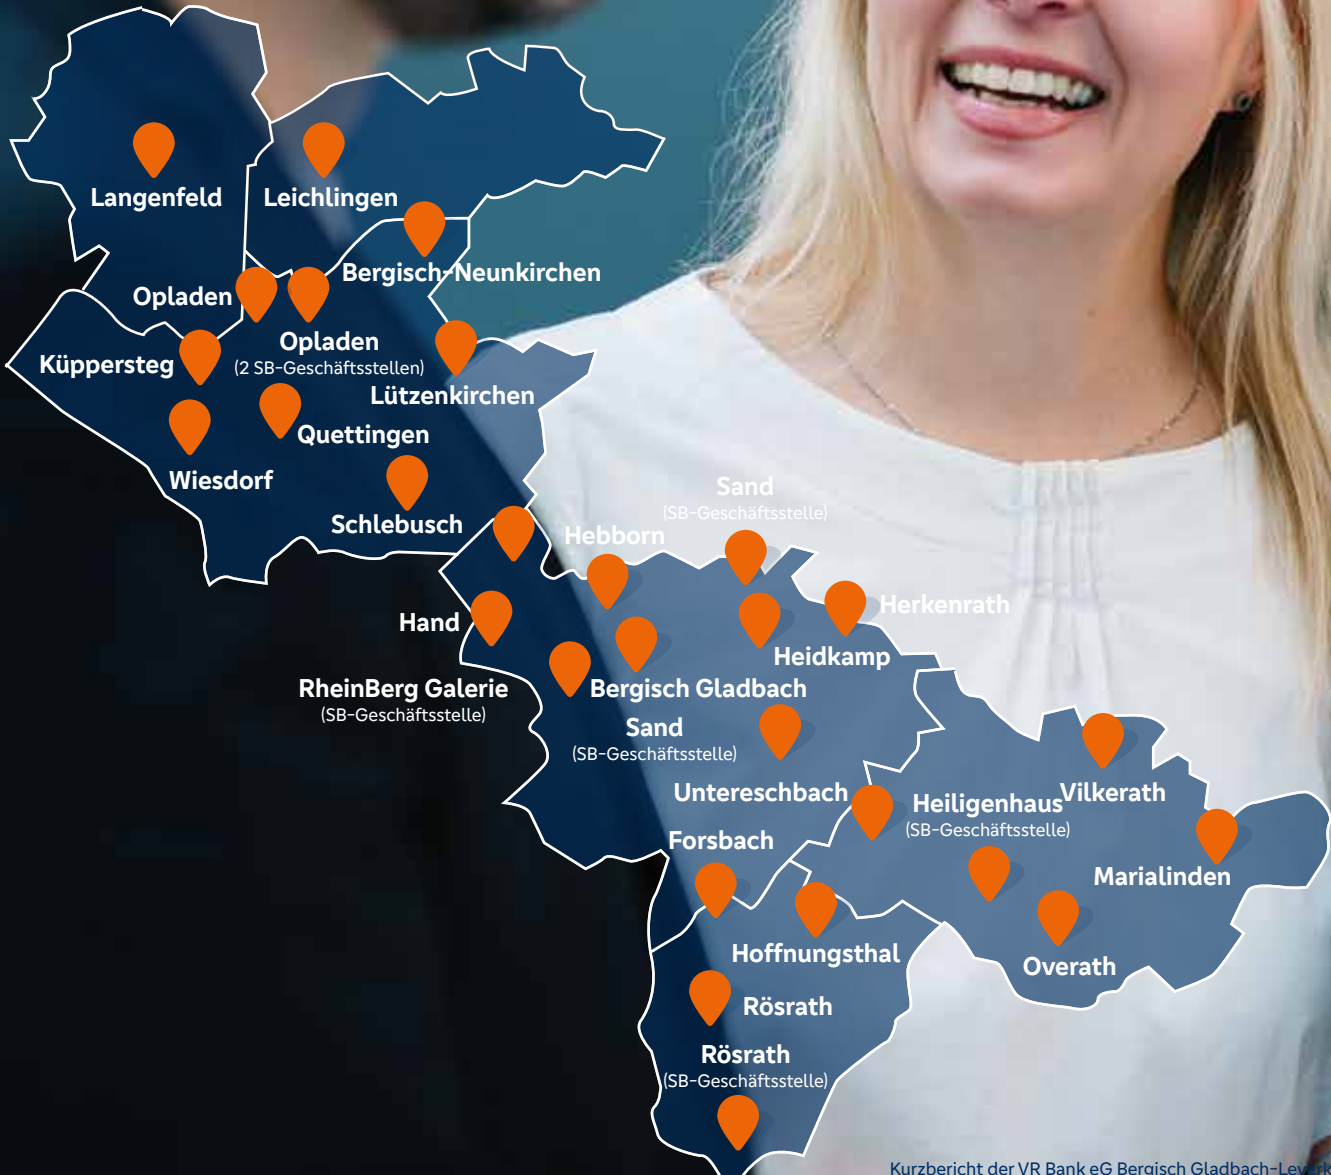 Langenfeld
Leichlingen
Bergisch-Neunkirchen
Opladen
Opladen
(2 SB-Geschäftsstellen)
Küppersteg
Lützenkirchen
Quettingen
Wiesdorf
Schlebusch
Sand
(SB-Geschäftsstelle)
Hebborn
Herkenrath
Hand
Heidkamp
RheinBerg Galerie
(SB-Geschäftsstelle)
Bergisch Gladbach
Sand
(SB-Geschäftsstelle)
Untereschbach
Heiligenhaus
(SB-Geschäftsstelle)
Vilkerath
Forsbach
Marialinden
Hoffnungsthal
Overath
Rösrath
Rösrath
(SB-Geschäftsstelle)
Kurzbericht der VR Bank eG Bergisch Gladbach-Leverk